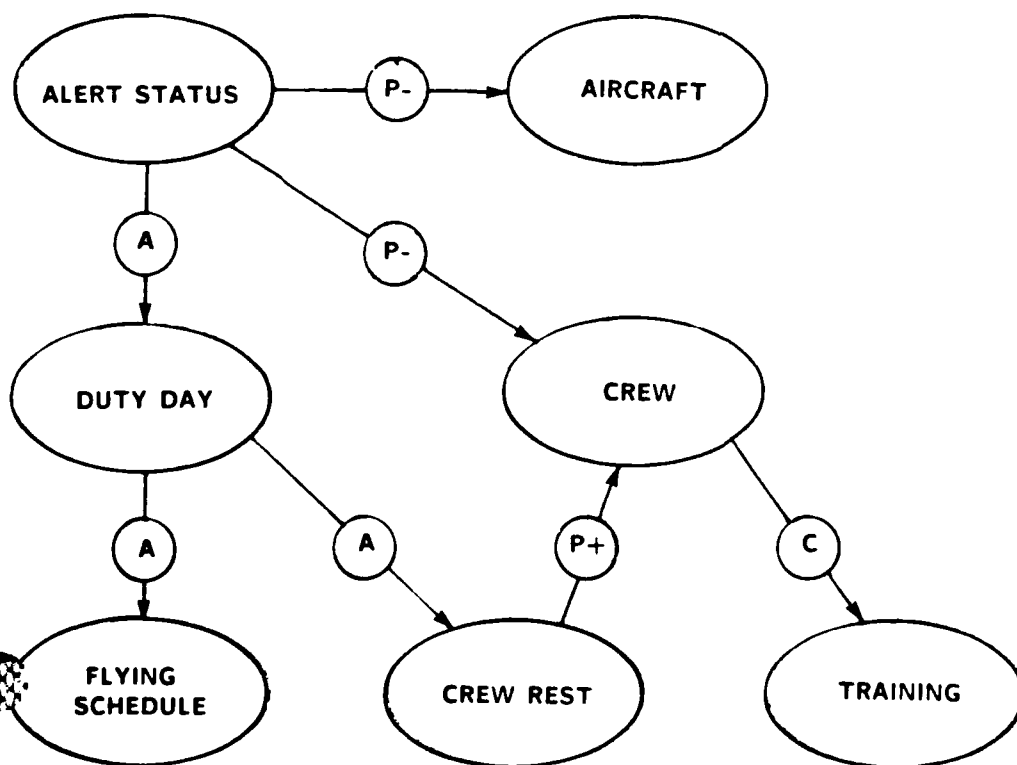 ALERT STATUS
P-
AIRCRAFT
A
P-
DUTY DAY
CREW
A
A
P+
C
FLYING
SCHEDULE
CREW REST
TRAINING